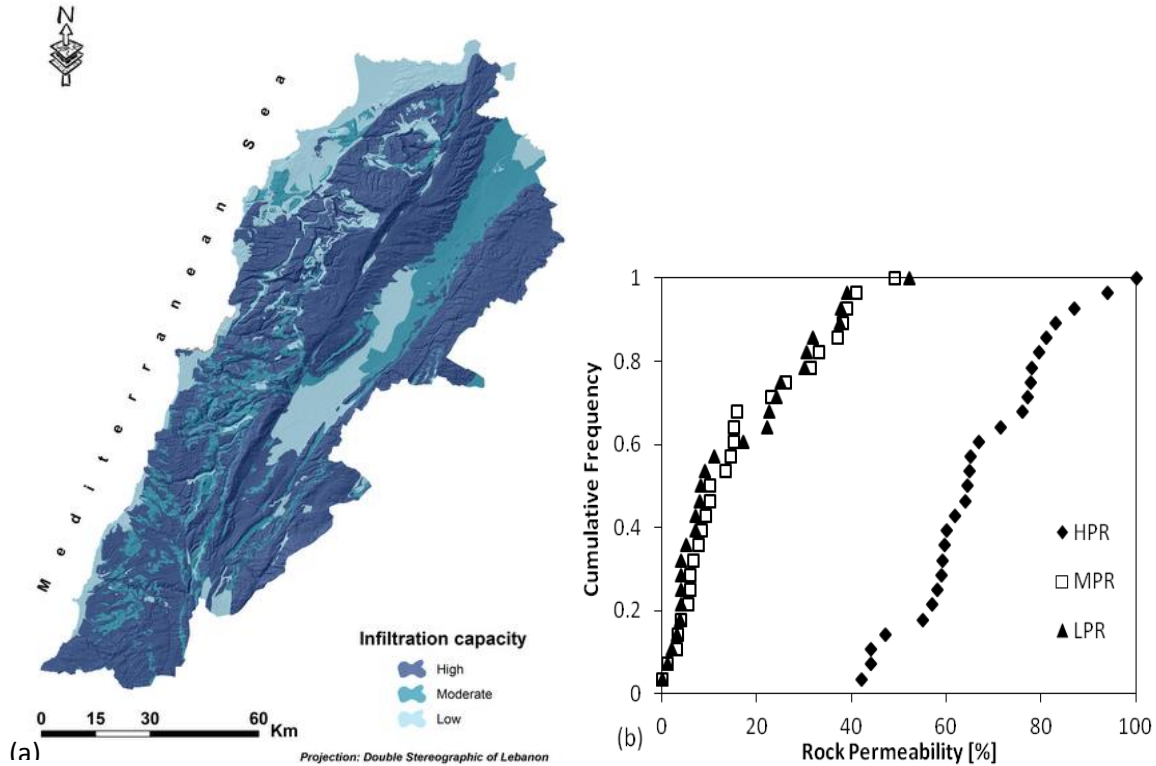 N
Mediterranean Sea
Infiltration capacity
High
Moderate
Low
0 15 30 60
Km
(a)
Projection: Double Stereographic of Lebanon
Cumulative Frequency
1
0.8
0.6
0.4
0.2
0
HPR
MPR
LPR
0 20 40 60 80 100
(b)
Rock Permeability [%]